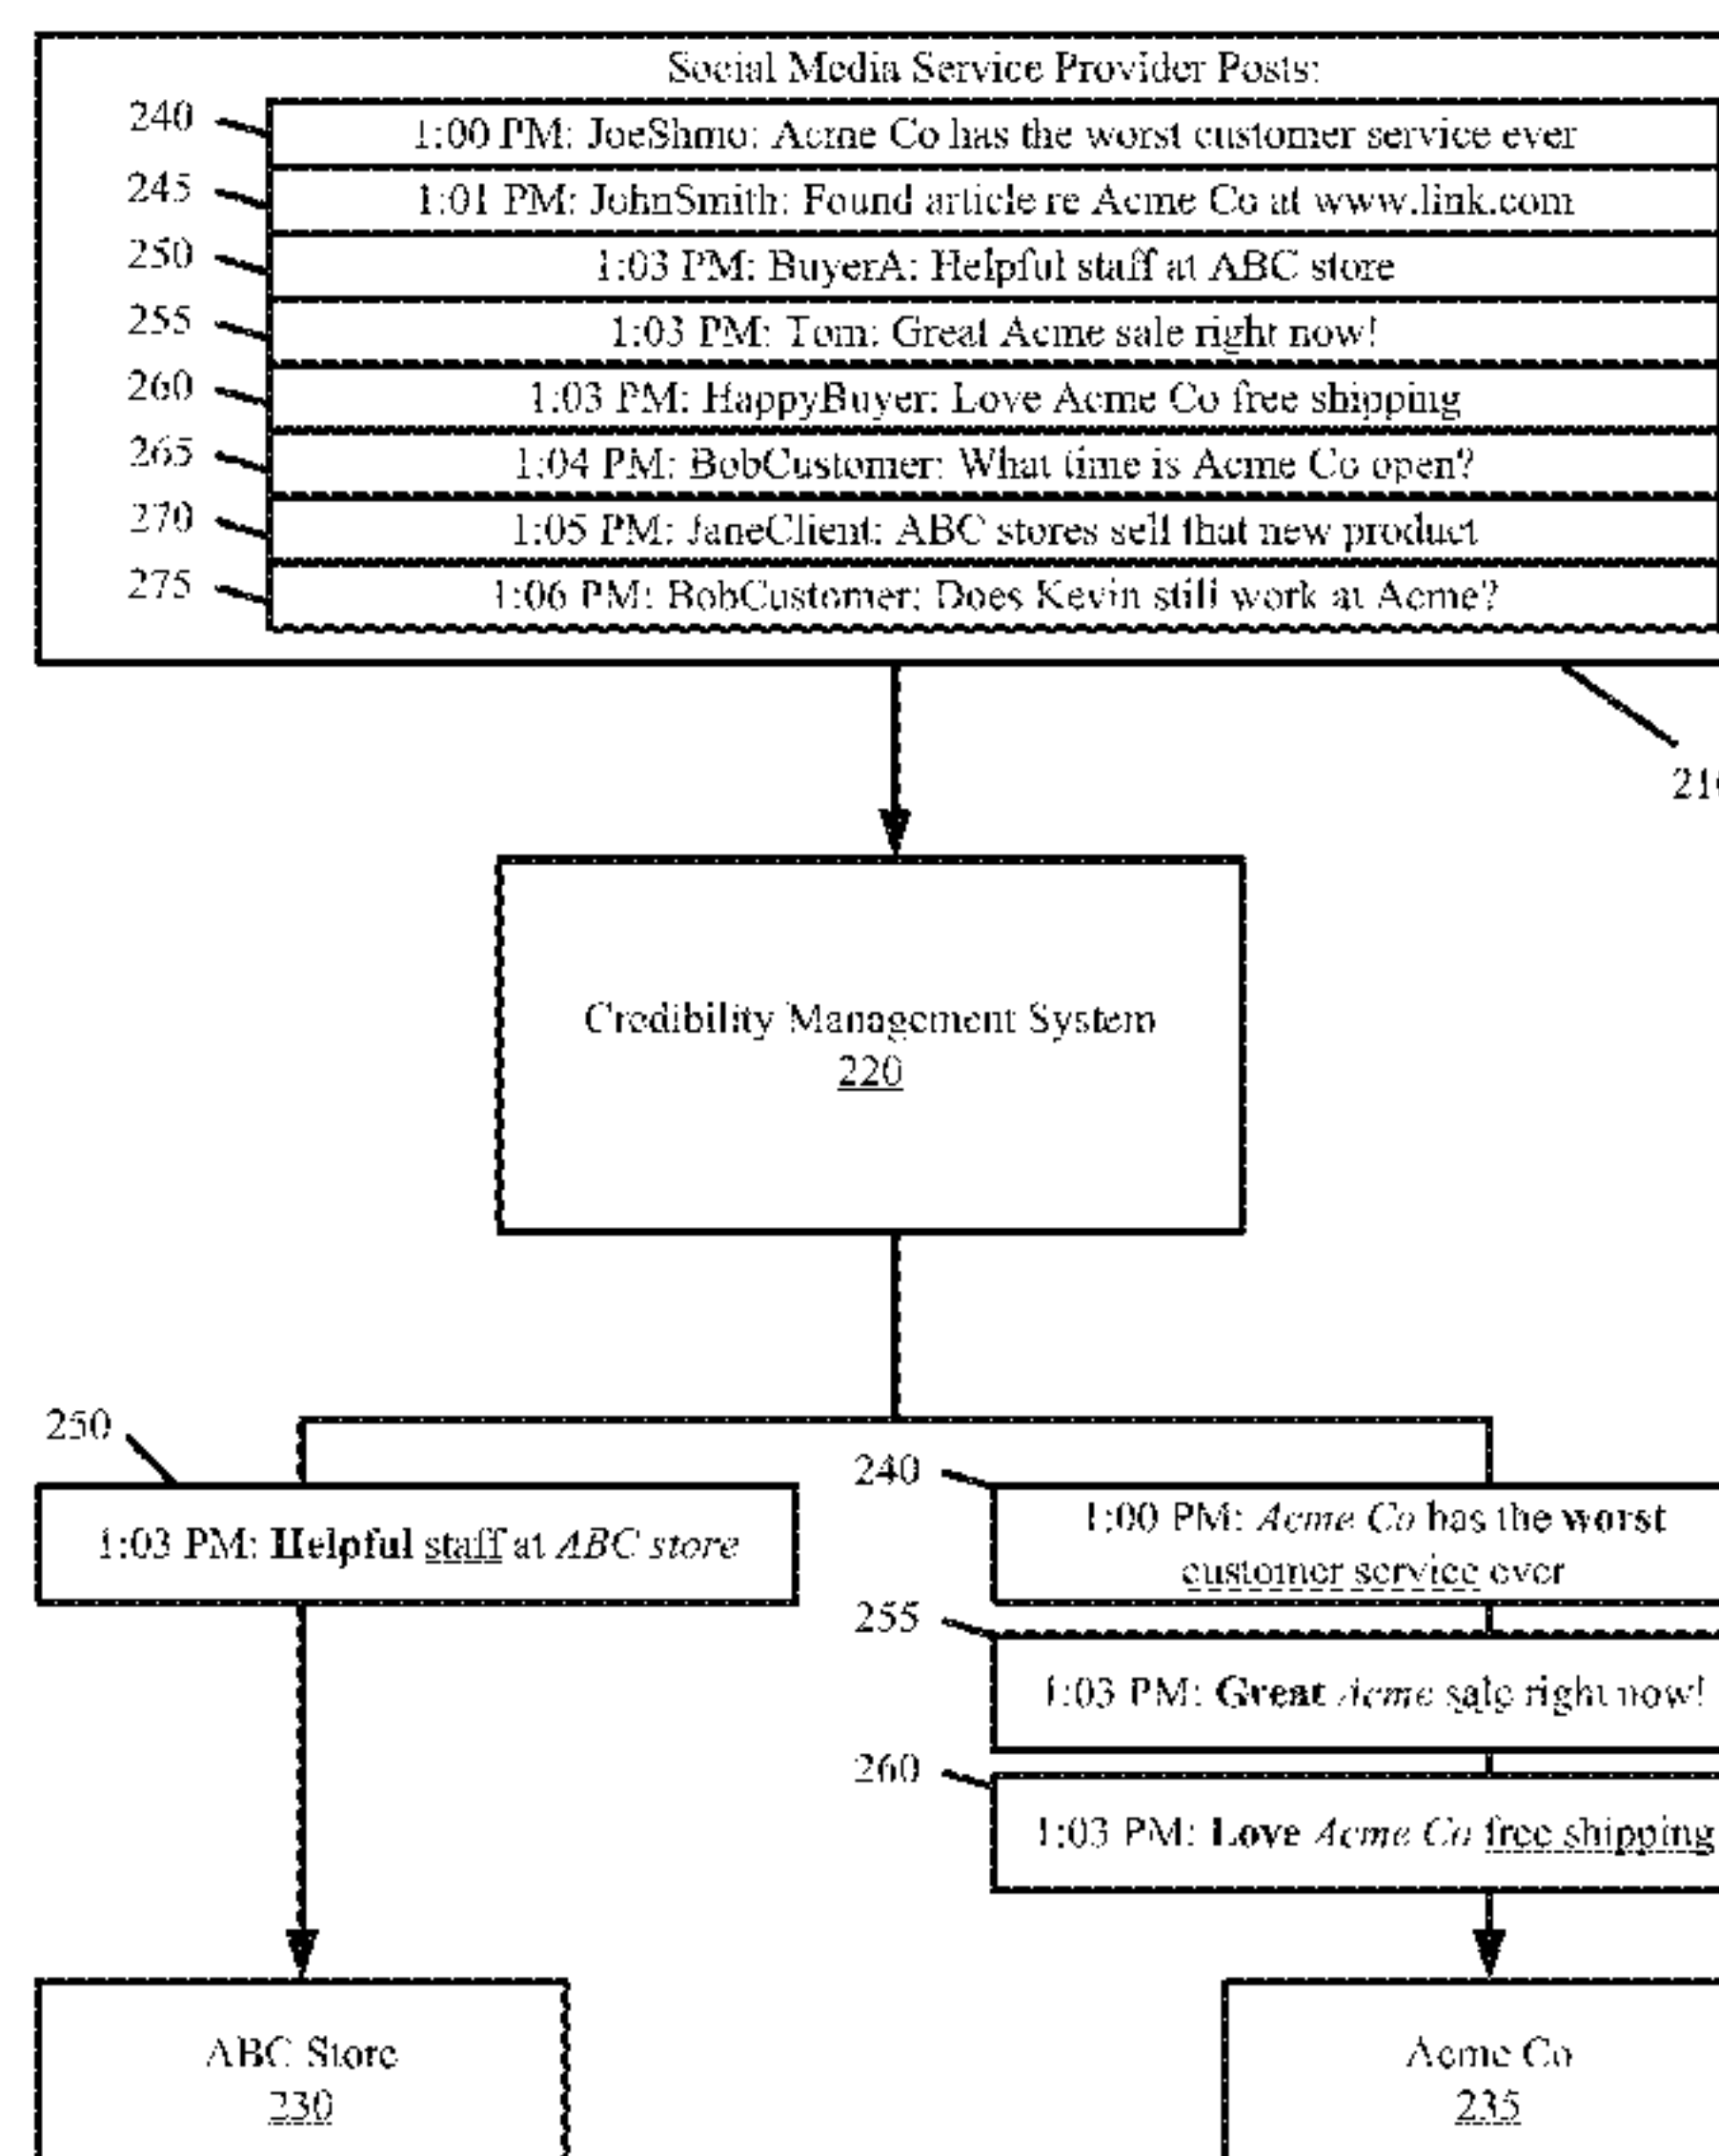 Social Media Service Provider Posts:
240
1:00 PM: JoeShmo: Acme Co has the worst customer service ever
245
1:01 PM: JohnSmith: Found article re Acme Co at www.link.com
250
1:03 PM: BuyerA: Helpful staff at ABC store
255
1:03 PM: Tom: Great Acme sale right now!
260
1:03 PM: HappyBuyer: Love Acme Co free shipping
265
1:04 PM: BobCustomer: What time is Acme Co open?
270
1:05 PM: JaneClient: ABC stores sell that new product
275
1:06 PM: BobCustomer: Does Kevin still work at Acme?
Credibility Management System
220
250
1:03 PM: Helpful staff at ABC store
240
1:00 PM: Acme Co has the worst
customer service ever
255
1:03 PM: Great Acme sale right now!
260
1:03 PM: Love Acme Co free shipping
ABC Store
230
Acme Co
235